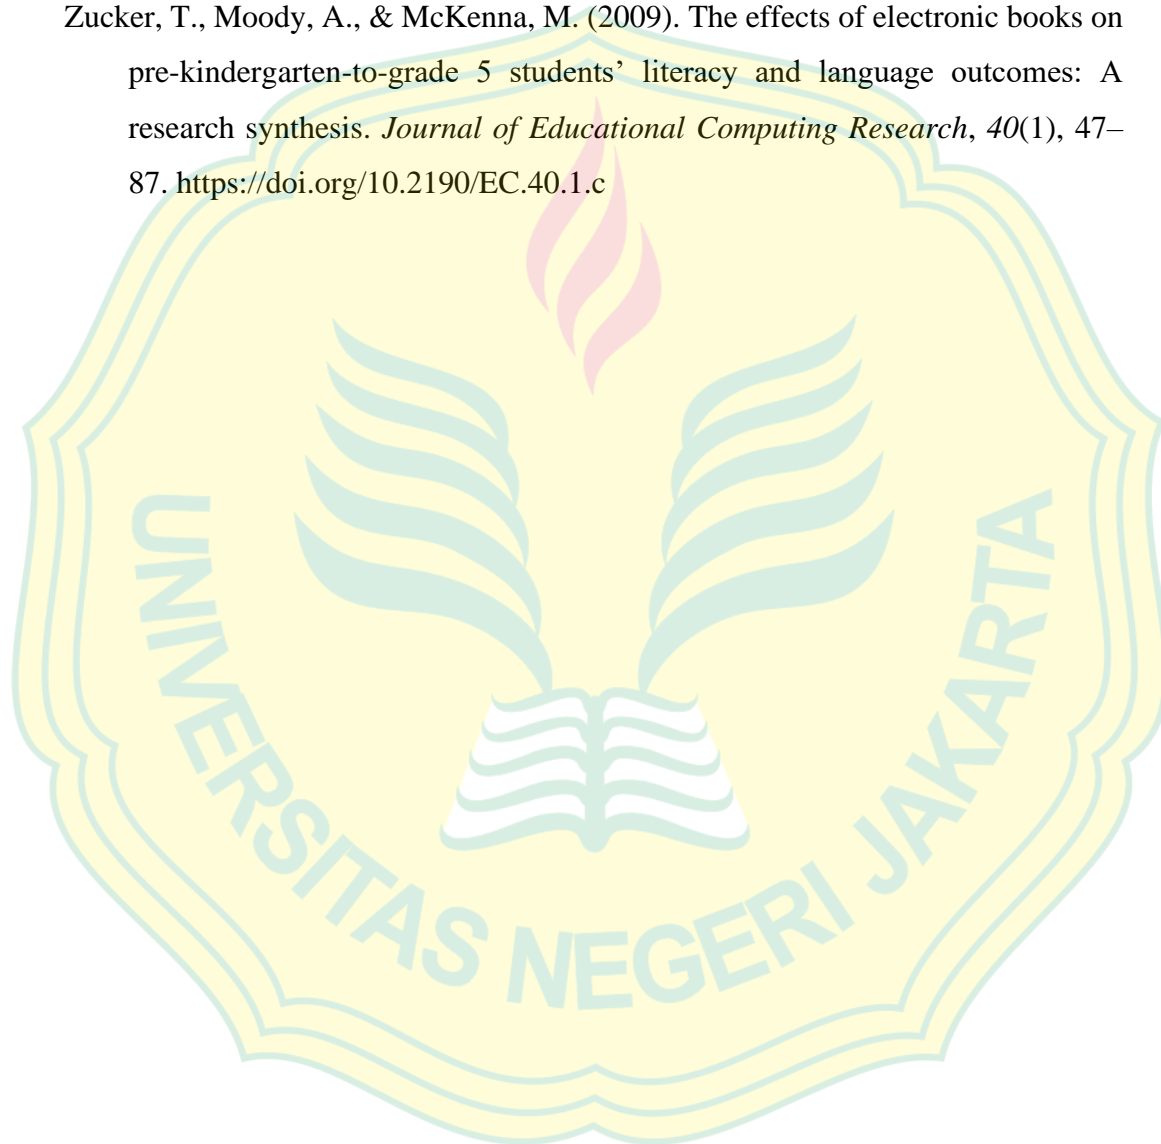 Zucker, T., Moody, A., & McKenna, M. (2009). The effects of electronic books on
pre-kindergarten-to-grade 5 students’ literacy and language outcomes: A
research synthesis. Journal of Educational Computing Research, 40(1), 47–
87. https://doi.org/10.2190/EC.40.1.c
UNIVERSITAS NEGERI JAKARTA